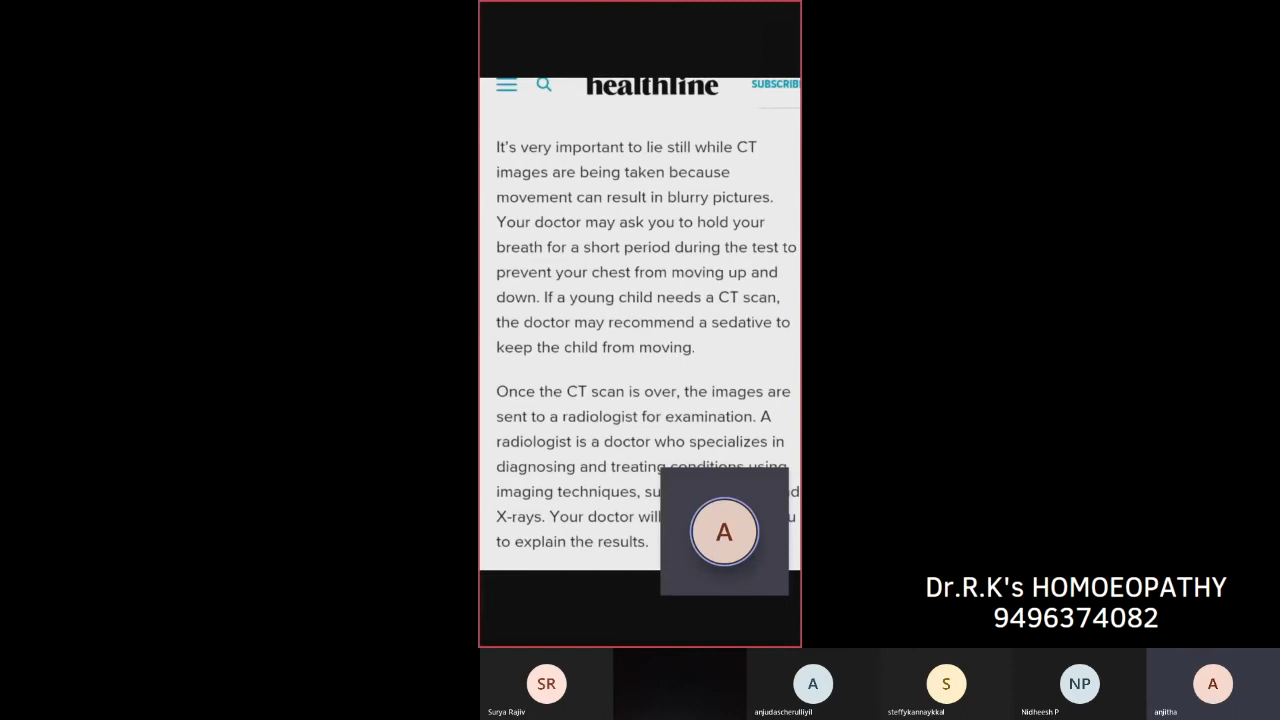 healthline
SUBSCRIB
It's very important to lie still while CT
images are being taken because
movement can result in blurry pictures.
Your doctor may ask you to hold your
breath for a short period during the test to
prevent your chest from moving up and
down. If a young child needs a CT scan,
the doctor may recommend a sedative to
keep the child from moving.
Once the CT scan is over, the images are
sent to a radiologist for examination. A
radiologist is a doctor who specializes in
diagnosing and treating conditions using
imaging techniques, su
X-rays. Your doctor will
to explain the results.
A
Dr.R.K's HOMOEOPATHY
9496374082
SR
A
S
NP
A
Surya Rajiv
anjudascherulliyil
steffykannaykkal
Nidheesh P
anjitha